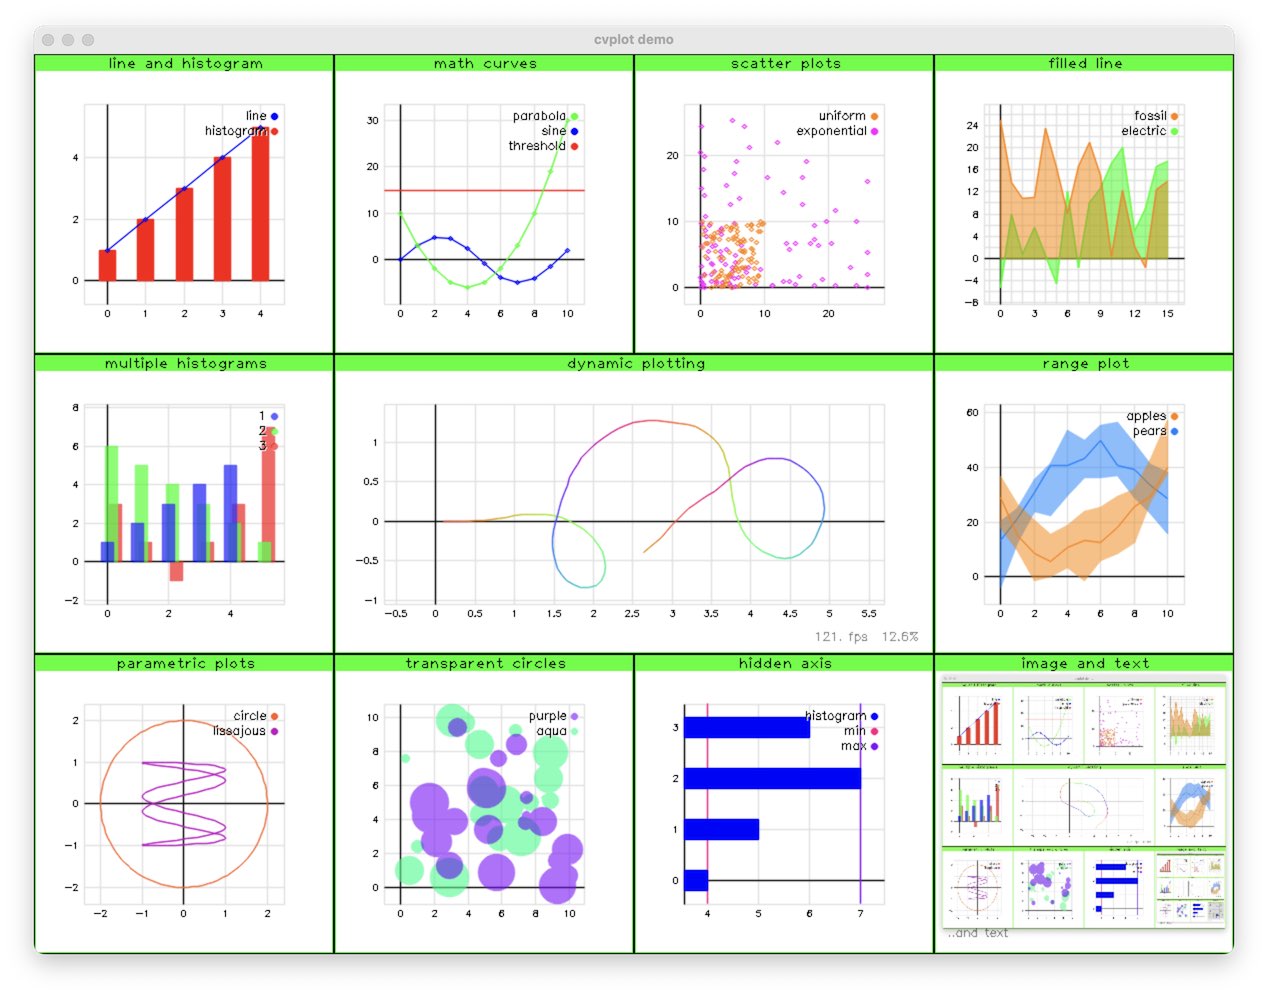 cvplot demo
line and histogram
line
histogram
4
2
0
0 1 2 3 4
math curves
parabola
sine
threshold
30
20
10
0
0 2 4 6 8 10
scatter plots
uniform
exponential
20
10
0
0 10 20
filled line
fossil
electric
24
20
16
12
8
4
0
-4
-8
0 3 6 9 12 15
multiple histograms
1
2
3
8
6
4
2
0
-2
0 2 4
dynamic plotting
1
0.5
0
-0.5
-1
-0.5 0 0.5 1 1.5 2 2.5 3 3.5 4 4.5 5 5.5
121. fps 12.6%
range plot
apples
pears
60
40
20
0
0 2 4 6 8 10
parametric plots
circle
lissajous
2
1
0
-1
-2
-2 -1 0 1 2
transparent circles
purple
aqua
10
8
6
4
2
0
0 2 4 6 8 10
hidden axis
histogram
min
max
3
2
1
0
4 5 6 7
image and text
..and text